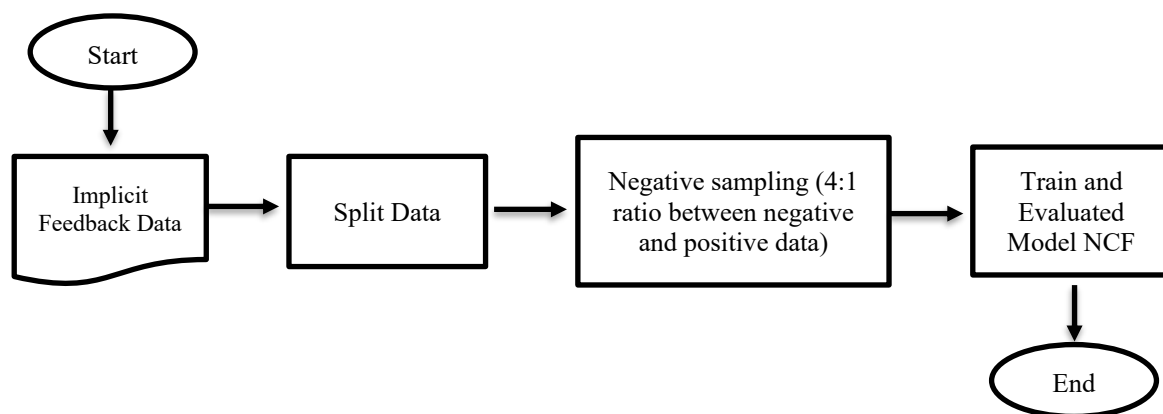 Start
Implicit
Feedback Data
Split Data
Negative sampling (4:1
ratio between negative
and positive data)
Train and
Evaluated
Model NCF
End